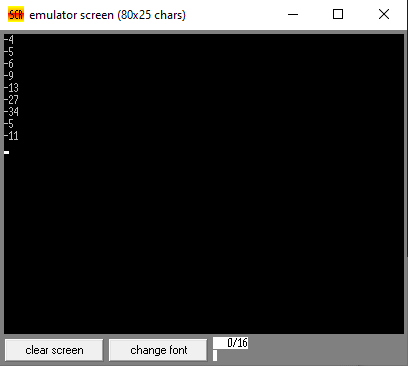 SCR
emulator screen (80x25 chars)
-4
-5
-6
-9
-13
-27
-34
-5
-11
clear screen
change font
0/16